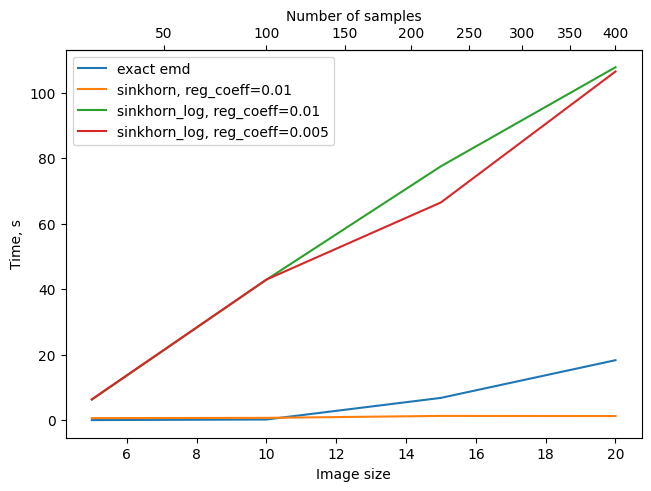 Number of samples
50 100 150 200 250 300 350 400
exact emd
sinkhorn, reg_coeff=0.01
sinkhorn_log, reg_coeff=0.01
sinkhorn_log, reg_coeff=0.005
Time, s
100
80
60
40
20
0
6 8 10 12 14 16 18 20
Image size